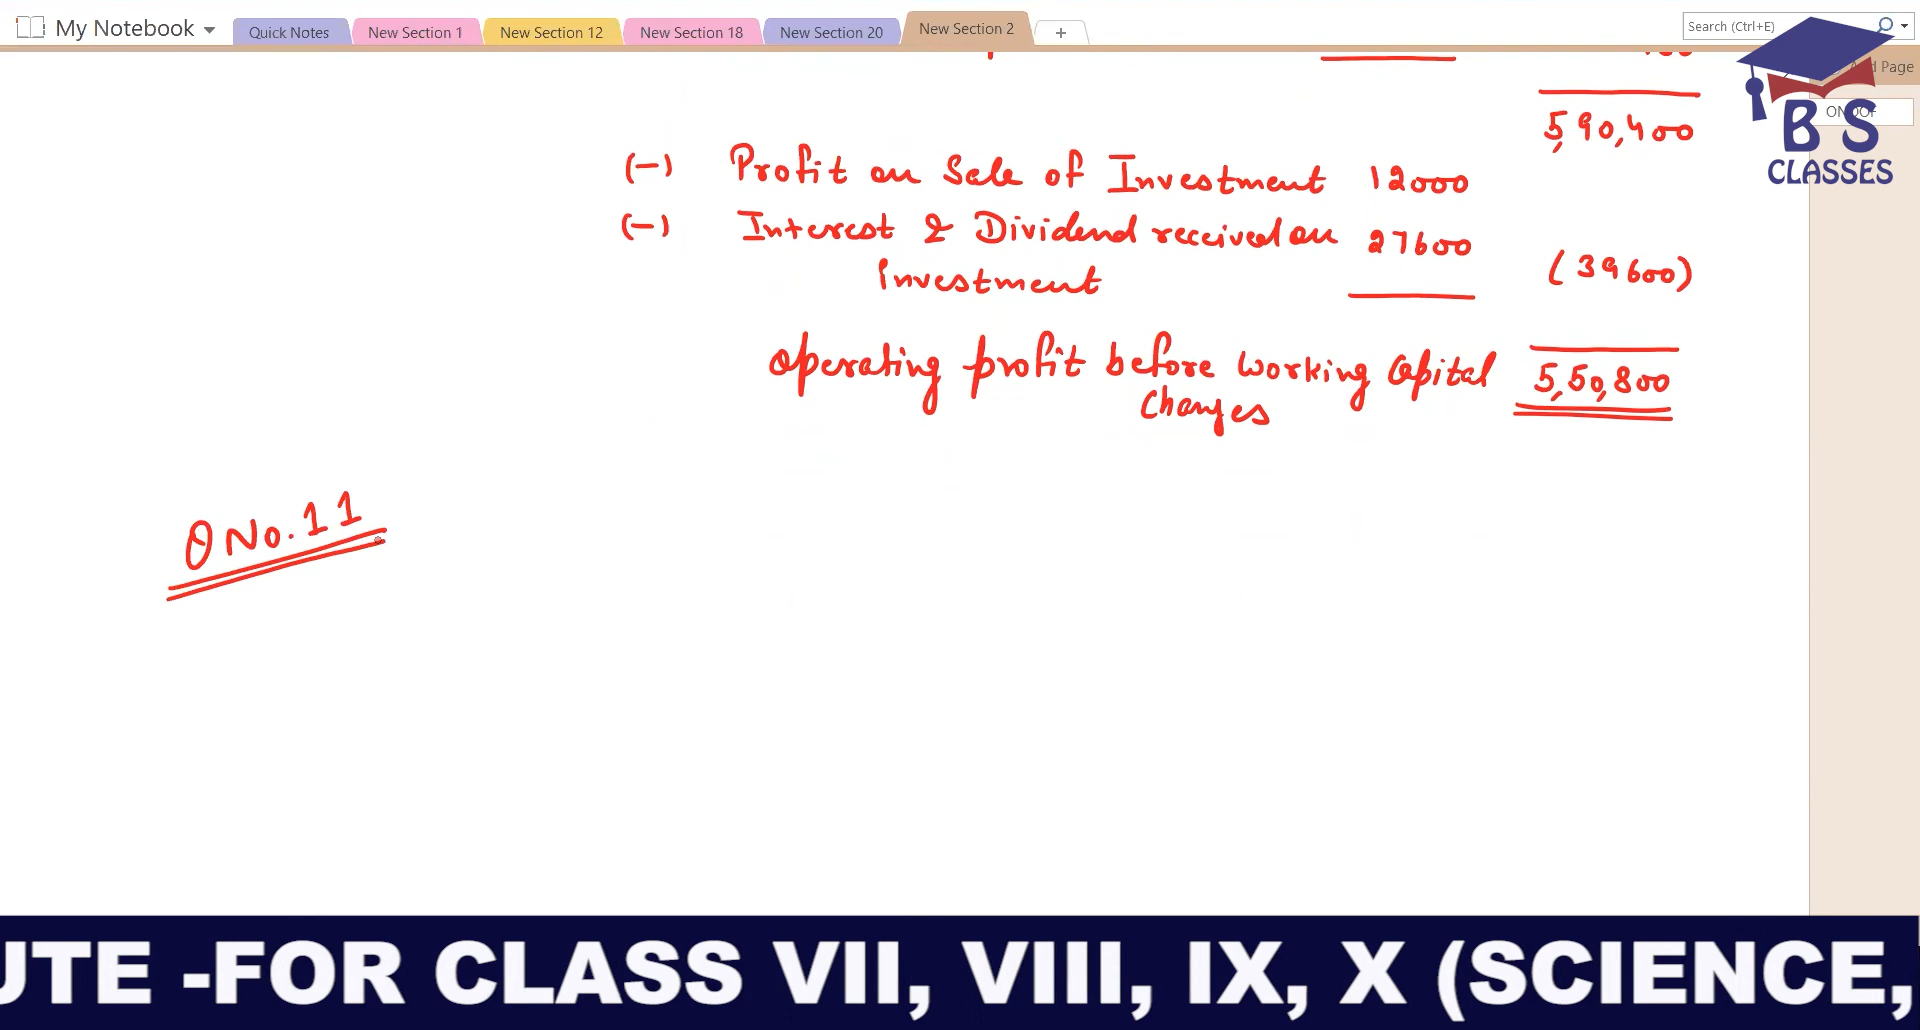 My Notebook Quick Notes New Section 1 New Section 12 New Section 18 New Section 20 New Section 2 + Search (Ctrl+E)
Page
5,90,400
(-) Profit on Sale of Investment 12000
(-) Interest & Dividend received on 27600
Investment (39600)
Operating profit before working Capital 5,50,800
Changes
Q No. 11
B S
CLASSES
UTE -FOR CLASS VII, VIII, IX, X (SCIENCE,